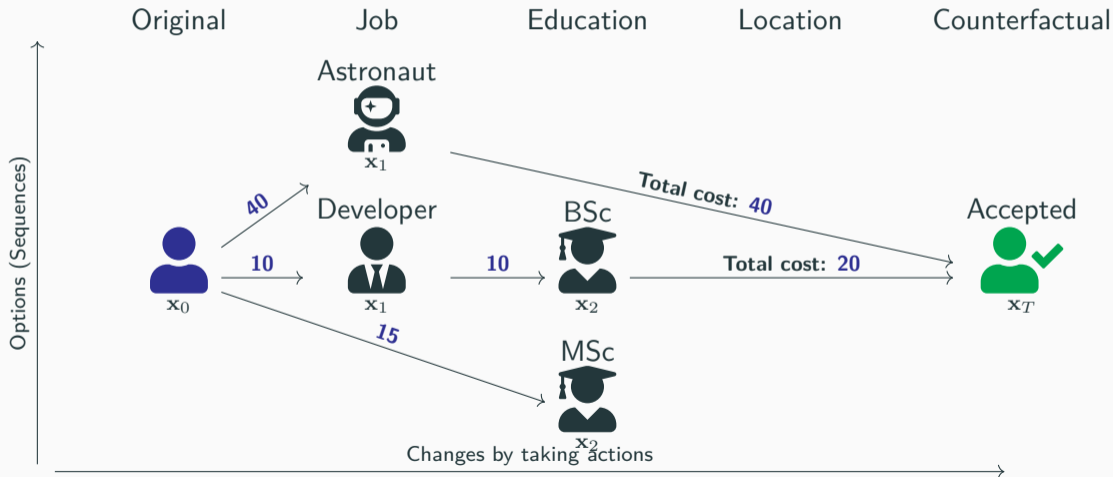 Original Job Education Location Counterfactual
Astronaut
x1
40
Total cost: 40
Developer
BSc
Accepted
10
10
Total cost: 20
x0
x1
x2
xT
15
MSc
x2
Changes by taking actions
Options (Sequences)